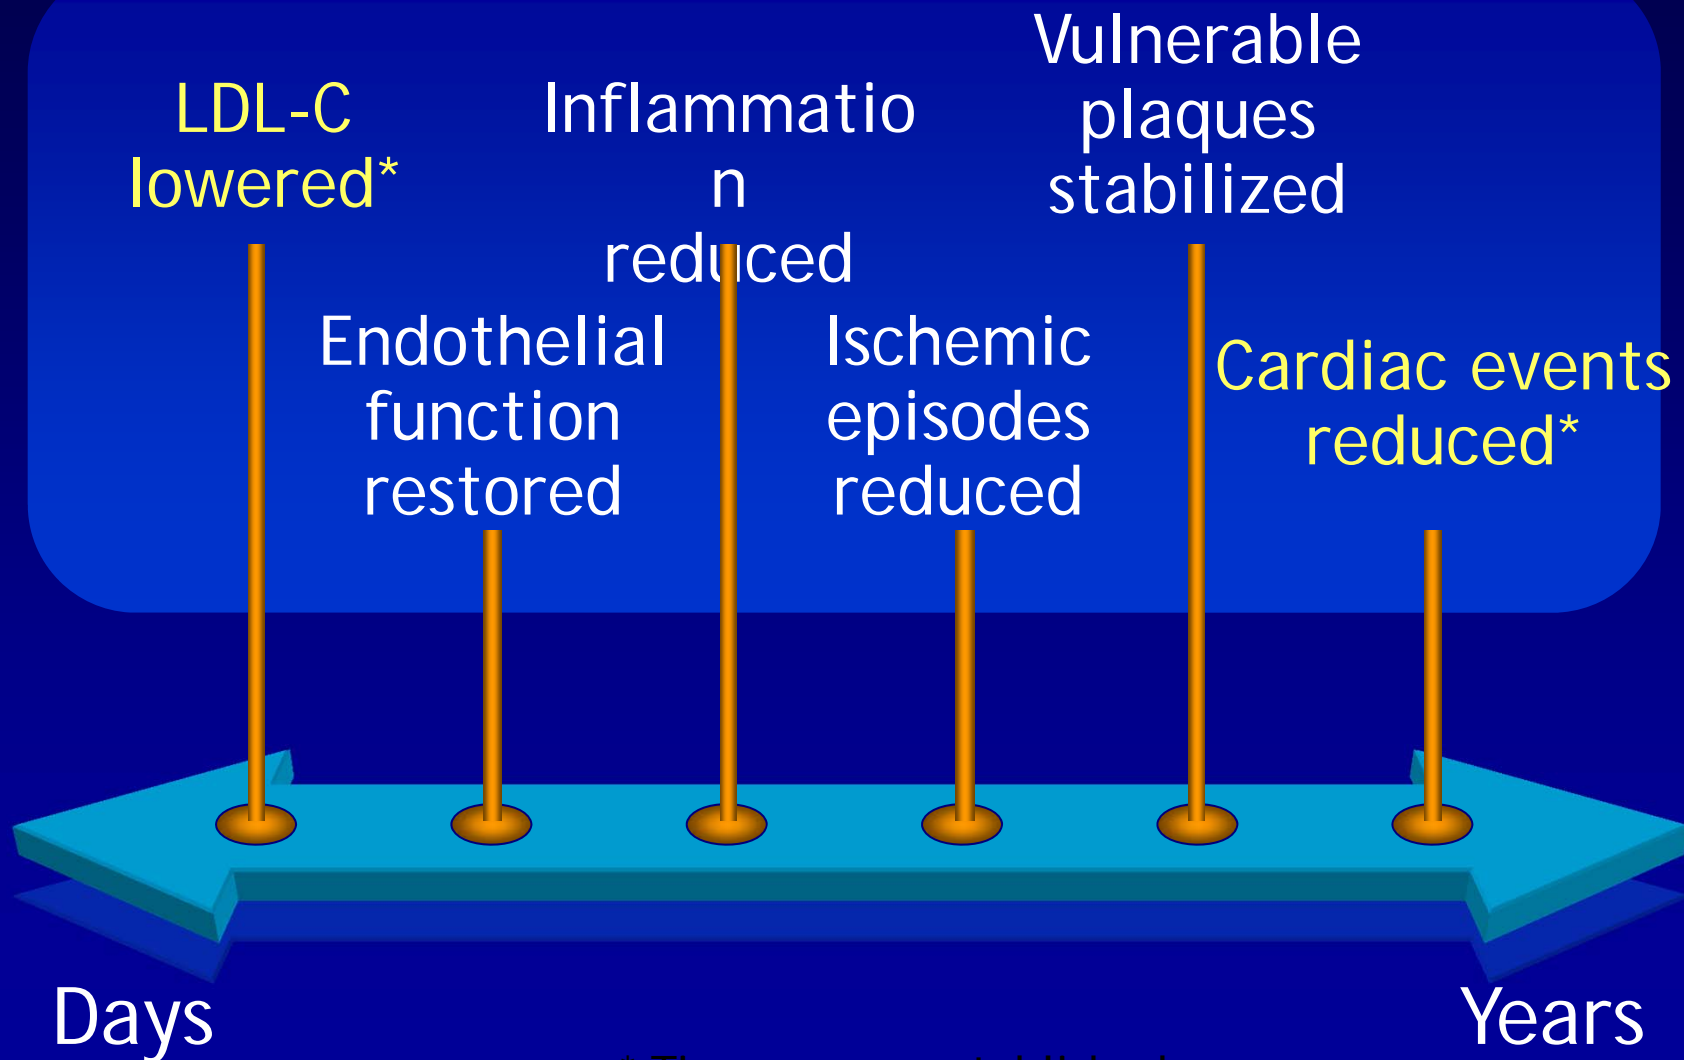 LDL-C
lowered*
Endothelial
function
restored
Inflammatio
n
reduced
Ischemic
episodes
reduced
Vulnerable
plaques
stabilized
Cardiac events
reduced*
Days
Years